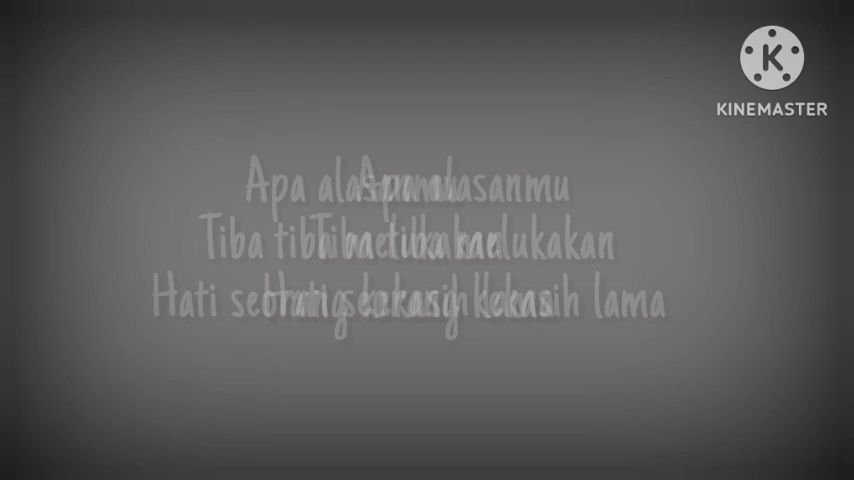 KINEMASTER
Apa alasanmu
Tiba tiba melukakan
Hati seorang kekasih lama